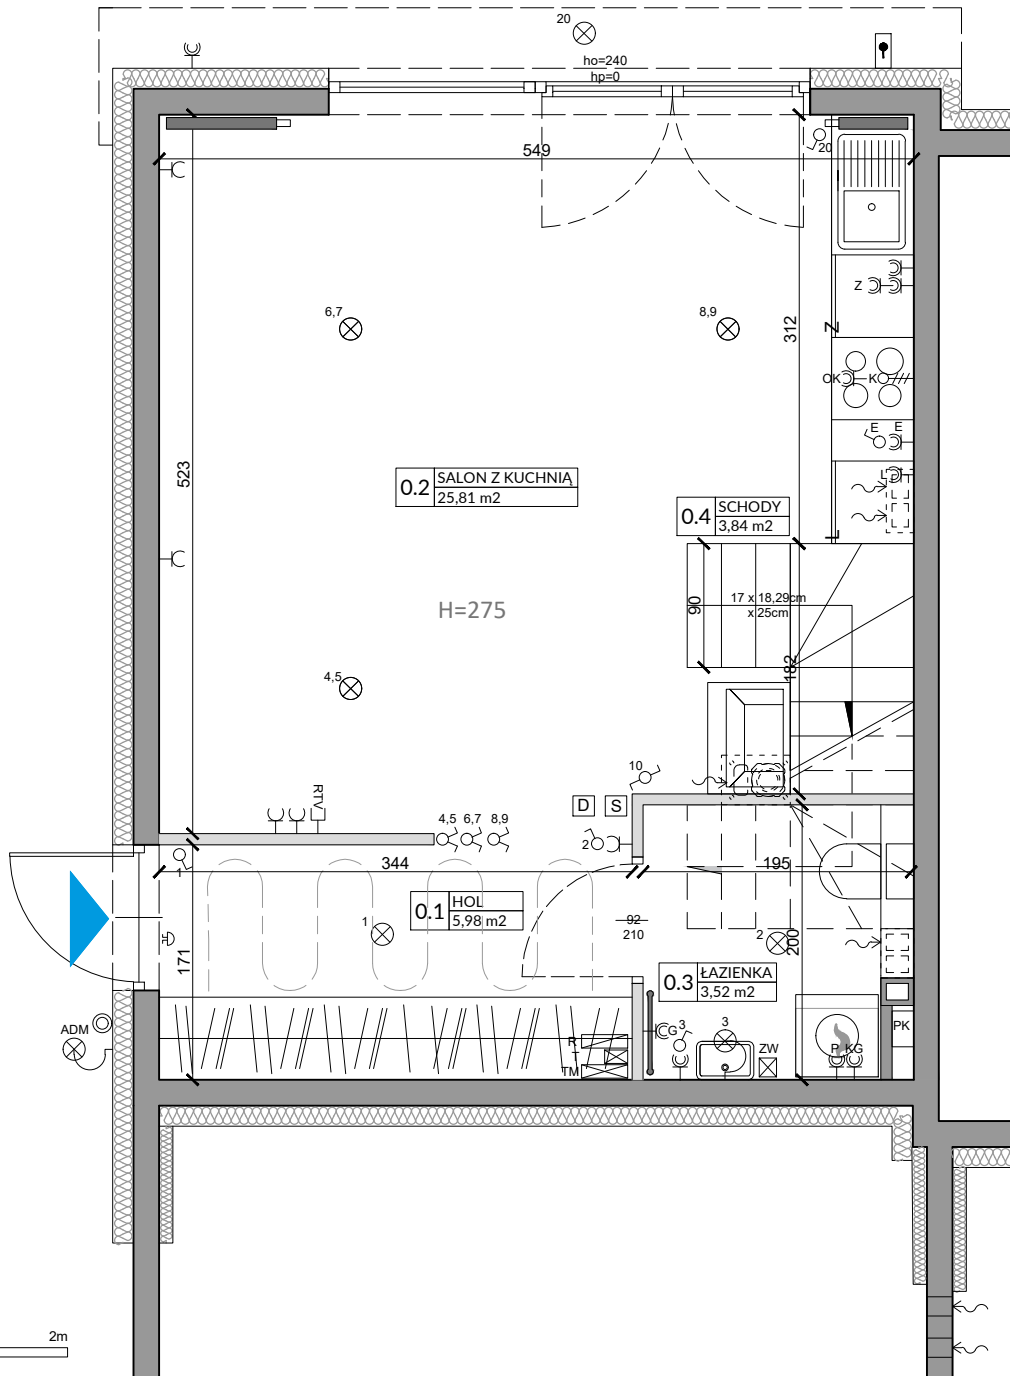 20
ho=240
hp=0
549
20
6,7
8,9
312
Z
Z
OK
K
E
E
L
L
523
0.2
SALON Z KUCHNIĄ
25,81 m2
0.4
SCHODY
3,84 m2
90
17 x 18,29cm
x 25cm
H=275
182
4,5
10
RTV
D
S
4,5
6,7
8,9
2
1
344
195
0.1
HOL
5,98 m2
1
92
210
2
200
171
0.3
ŁAZIENKA
3,52 m2
ADM
R
T
TM
G
3
3
ZW
P
KG
PK
2m